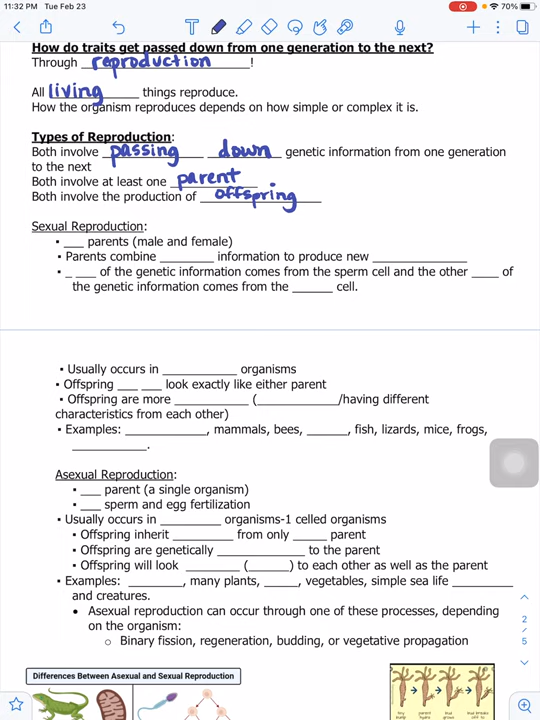 11:32 PM Tue Feb 23 70%
How do traits get passed down from one generation to the next?
Through reproduction!
All living things reproduce.
How the organism reproduces depends on how simple or complex it is.
Types of Reproduction:
Both involve passing down genetic information from one generation
to the next
Both involve at least one parent
Both involve the production of offspring
Sexual Reproduction:
▪ ___ parents (male and female)
▪ Parents combine ________ information to produce new ______________
▪ _ ___ of the genetic information comes from the sperm cell and the other ____ of
the genetic information comes from the ______ cell.
▪ Usually occurs in ___________ organisms
▪ Offspring ___ ___ look exactly like either parent
▪ Offspring are more ___________ (____________/having different
characteristics from each other)
▪ Examples: ____________, mammals, bees, ______, fish, lizards, mice, frogs,
___________.
Asexual Reproduction:
▪ ___ parent (a single organism)
▪ ___ sperm and egg fertilization
▪ Usually occurs in _________ organisms-1 celled organisms
▪ Offspring inherit _________ from only _____ parent
▪ Offspring are genetically _____________ to the parent
▪ Offspring will look ________ (______) to each other as well as the parent
▪ Examples: ________, many plants, _____, vegetables, simple sea life _________
and creatures.
• Asexual reproduction can occur through one of these processes, depending
on the organism:
o Binary fission, regeneration, budding, or vegetative propagation
2
/
5
Differences Between Asexual and Sexual Reproduction